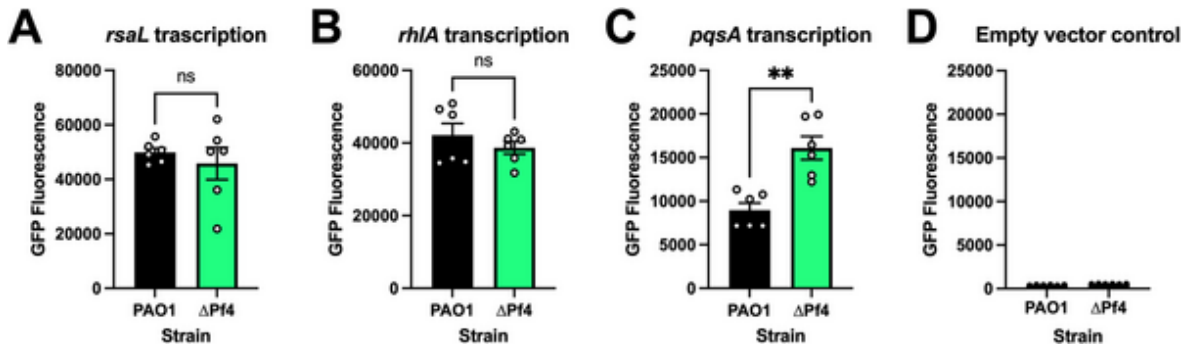 A
rsaL trascription
ns
GFP Fluorescence
80000
60000
40000
20000
0
PAO1
ΔPf4
Strain
B
rhlA trascription
ns
GFP Fluorescence
60000
40000
20000
0
PAO1
ΔPf4
Strain
C
pqsA transcription
**
GFP Fluorescence
25000
20000
15000
10000
5000
0
PAO1
ΔPf4
Strain
D
Empty vector control
GFP Fluorescence
25000
20000
15000
10000
5000
0
PAO1
ΔPf4
Strain